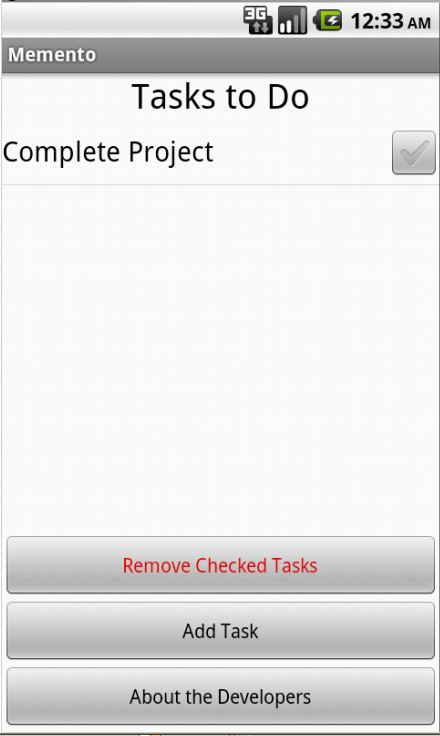 3G 12:33 AM
Memento
Tasks to Do
Complete Project
Remove Checked Tasks
Add Task
About the Developers